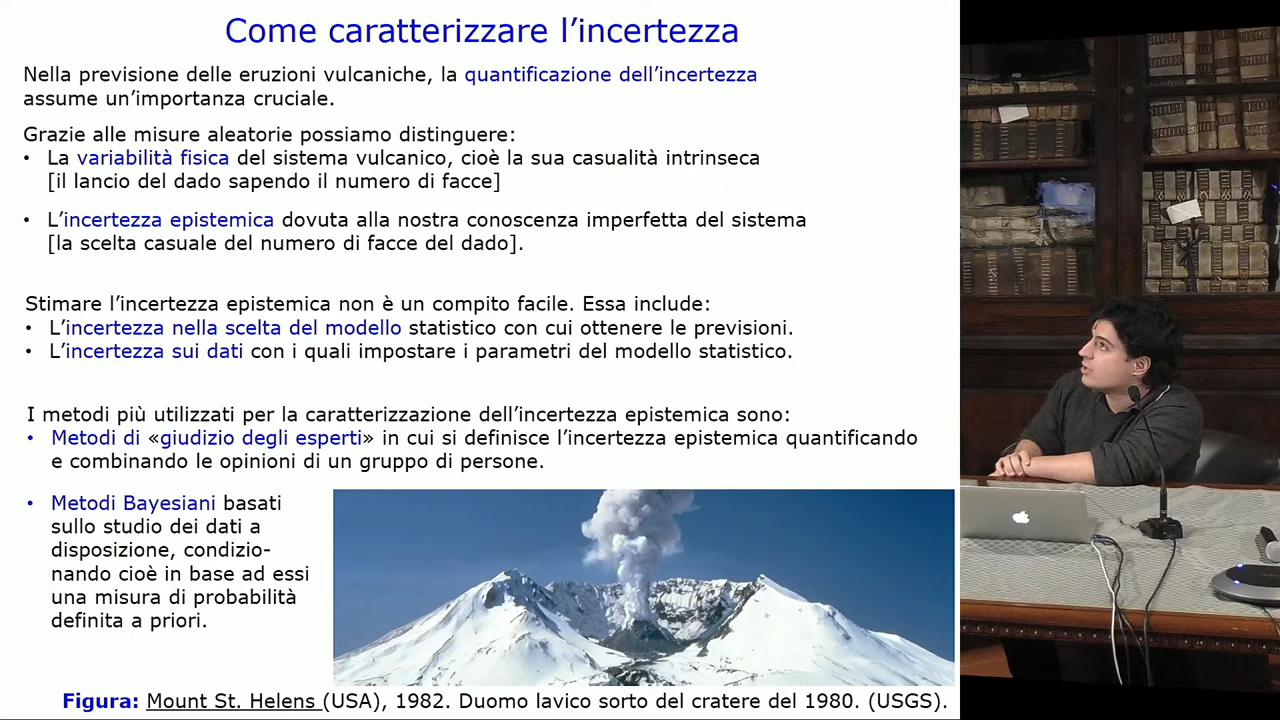 Come caratterizzare l’incertezza
Nella previsione delle eruzioni vulcaniche, la quantificazione dell’incertezza
assume un’importanza cruciale.
Grazie alle misure aleatorie possiamo distinguere:
• La variabilità fisica del sistema vulcanico, cioè la sua casualità intrinseca
[il lancio del dado sapendo il numero di facce]
• L’incertezza epistemica dovuta alla nostra conoscenza imperfetta del sistema
[la scelta casuale del numero di facce del dado].
Stimare l’incertezza epistemica non è un compito facile. Essa include:
• L’incertezza nella scelta del modello statistico con cui ottenere le previsioni.
• L’incertezza sui dati con i quali impostare i parametri del modello statistico.
I metodi più utilizzati per la caratterizzazione dell’incertezza epistemica sono:
• Metodi di «giudizio degli esperti» in cui si definisce l’incertezza epistemica quantificando
e combinando le opinioni di un gruppo di persone.
• Metodi Bayesiani basati
sullo studio dei dati a
disposizione, condizio-
nando cioè in base ad essi
una misura di probabilità
definita a priori.
Figura: Mount St. Helens (USA), 1982. Duomo lavico sorto del cratere del 1980. (USGS).